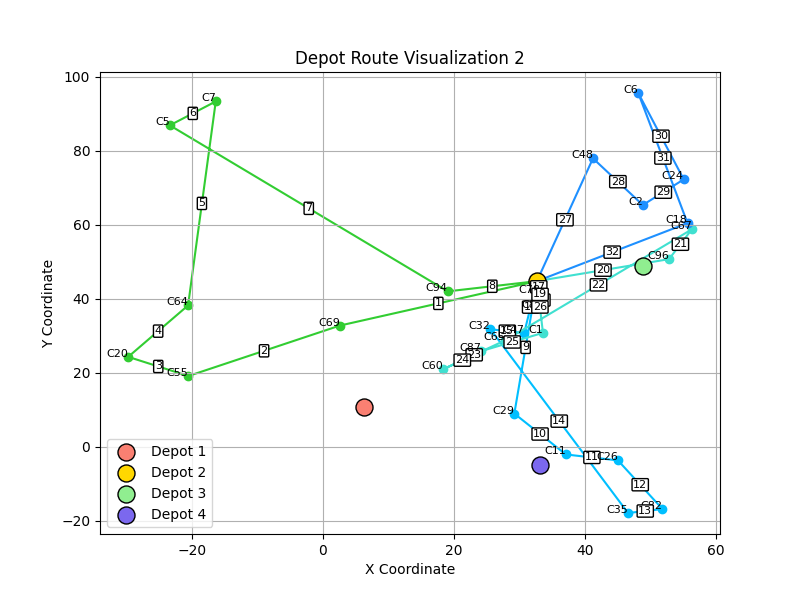 Depot Route Visualization 2
100
80
60
40
20
0
−20
−20
0
20
40
60
Y Coordinate
X Coordinate
C7
6
C5
5
7
C94
8
1
C64
C69
4
2
C20
3
C55
C6
30
31
C48
28
C24
29
C2
27
C18
C67
21
32
C96
20
22
19
26
C32
C1
25
9
C87
23
24
C60
C29
14
10
C11
11
C26
12
C35
13
Depot 1
Depot 2
Depot 3
Depot 4